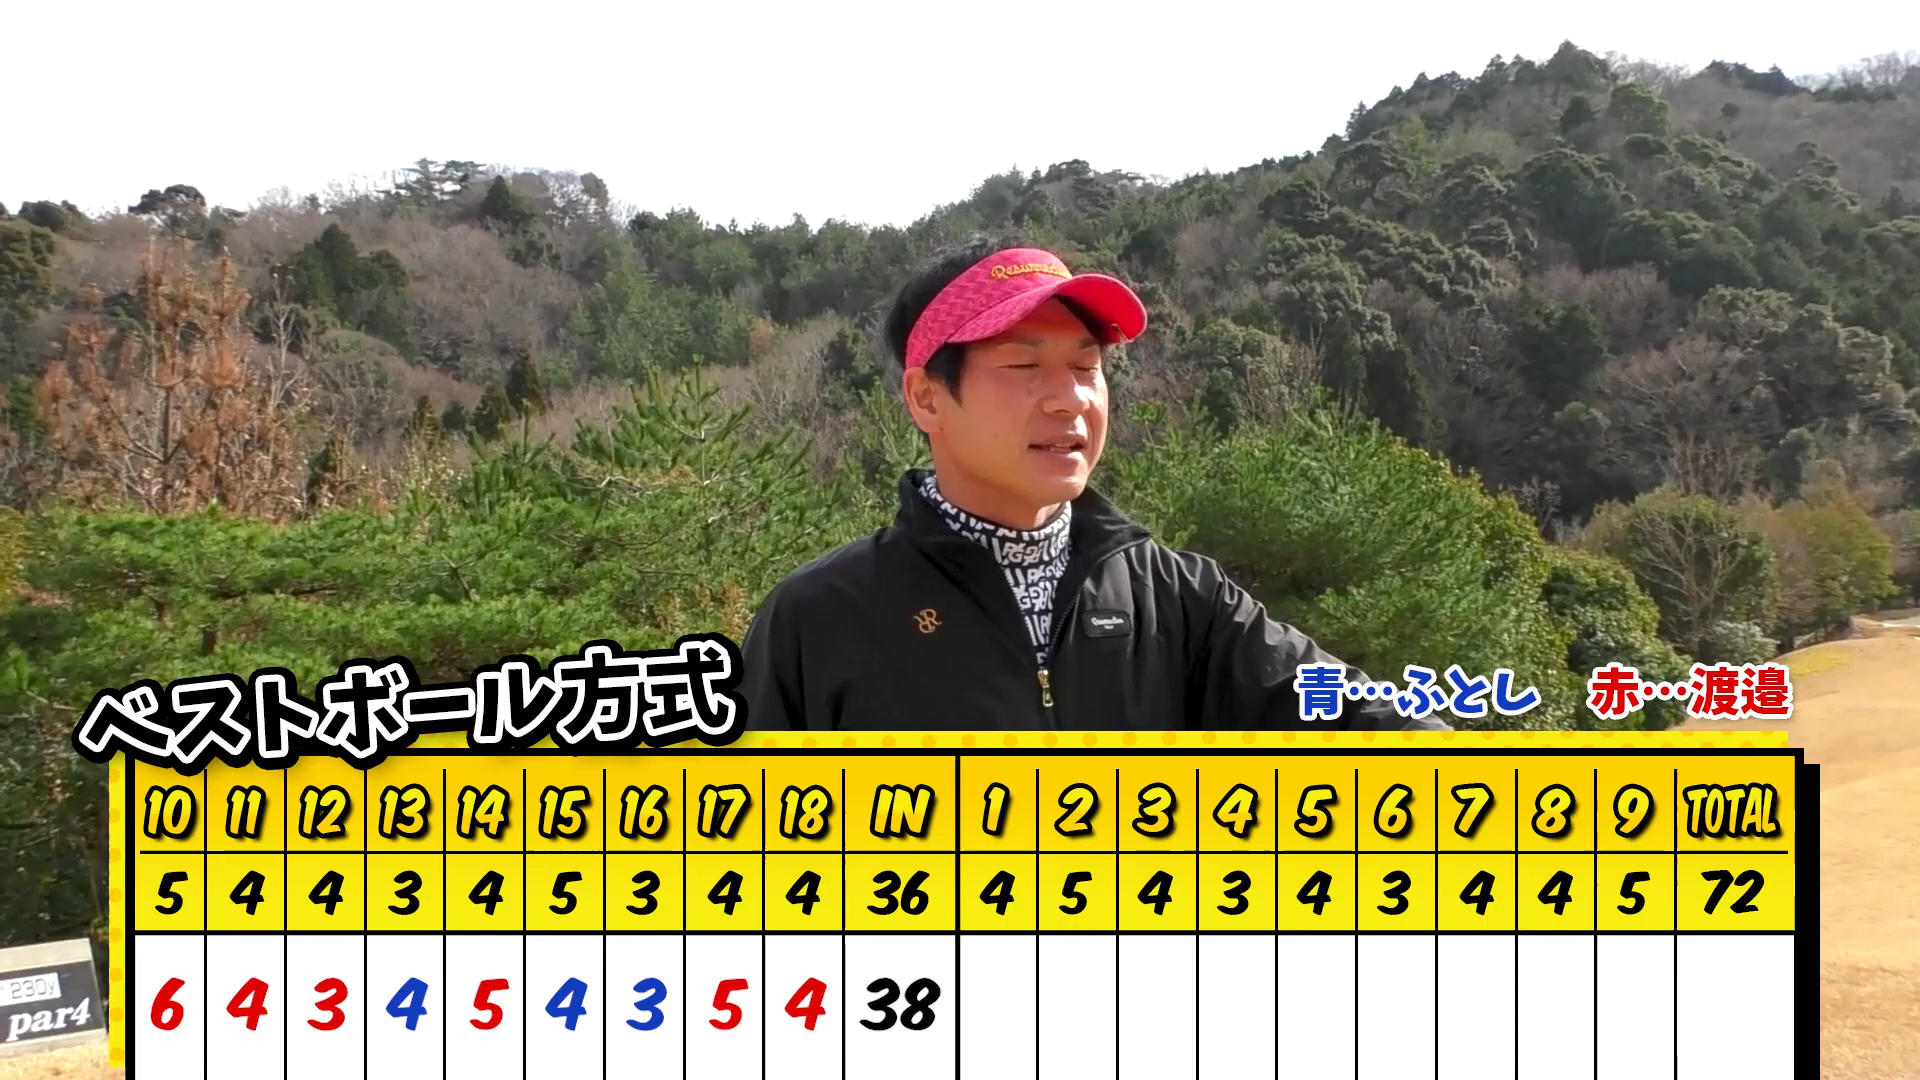 Resurrection
ベストボール方式
青…ふとし 赤…渡邉
10 11 12 13 14 15 16 17 18 IN 1 2 3 4 5 6 7 8 9 TOTAL
5 4 4 3 4 5 3 4 4 36 4 5 4 3 4 3 4 4 5 72
6 4 3 4 5 4 3 5 4 38
230y
par4